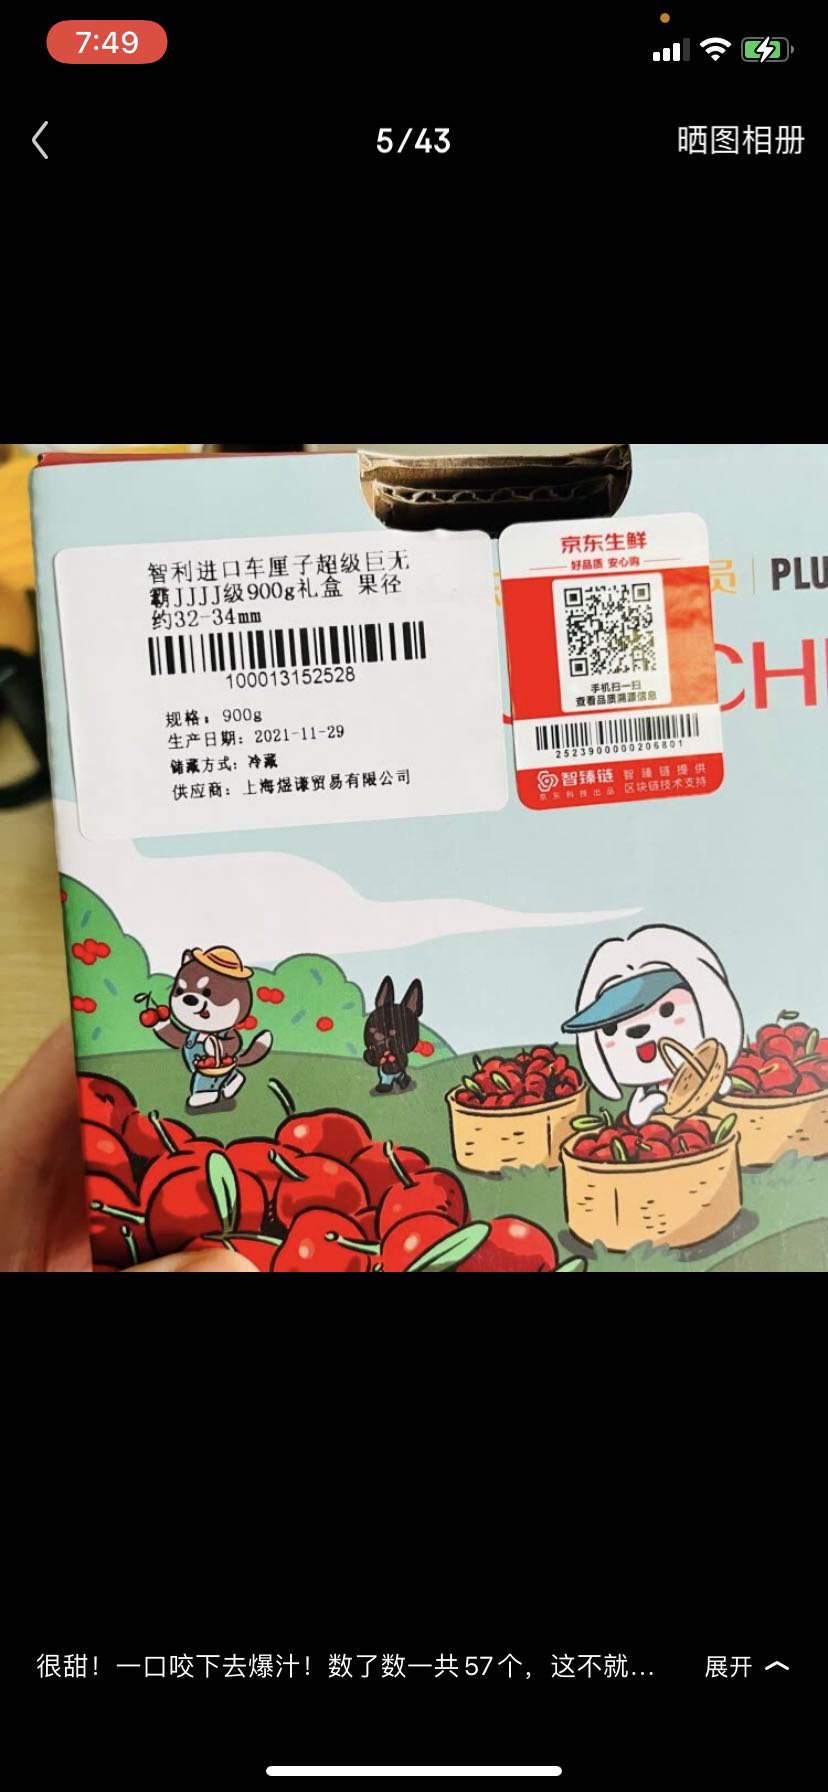 7:49
5/43
晒图相册
智利进口车厘子超级巨无
霸JJJJ级900g礼盒 果径
约32-34mm
100013152528
规格：900g
生产日期：2021-11-29
储藏方式：冷藏
供应商：上海煜谦贸易有限公司
京东生鲜
好品质 安心购
手机扫一扫
查看品质溯源信息
2523900000206801
智臻链
京东科技出品
智臻链提供
区块链技术支持
员 PLU
CHE
很甜！一口咬下去爆汁！数了数一共57个，这不就...
展开